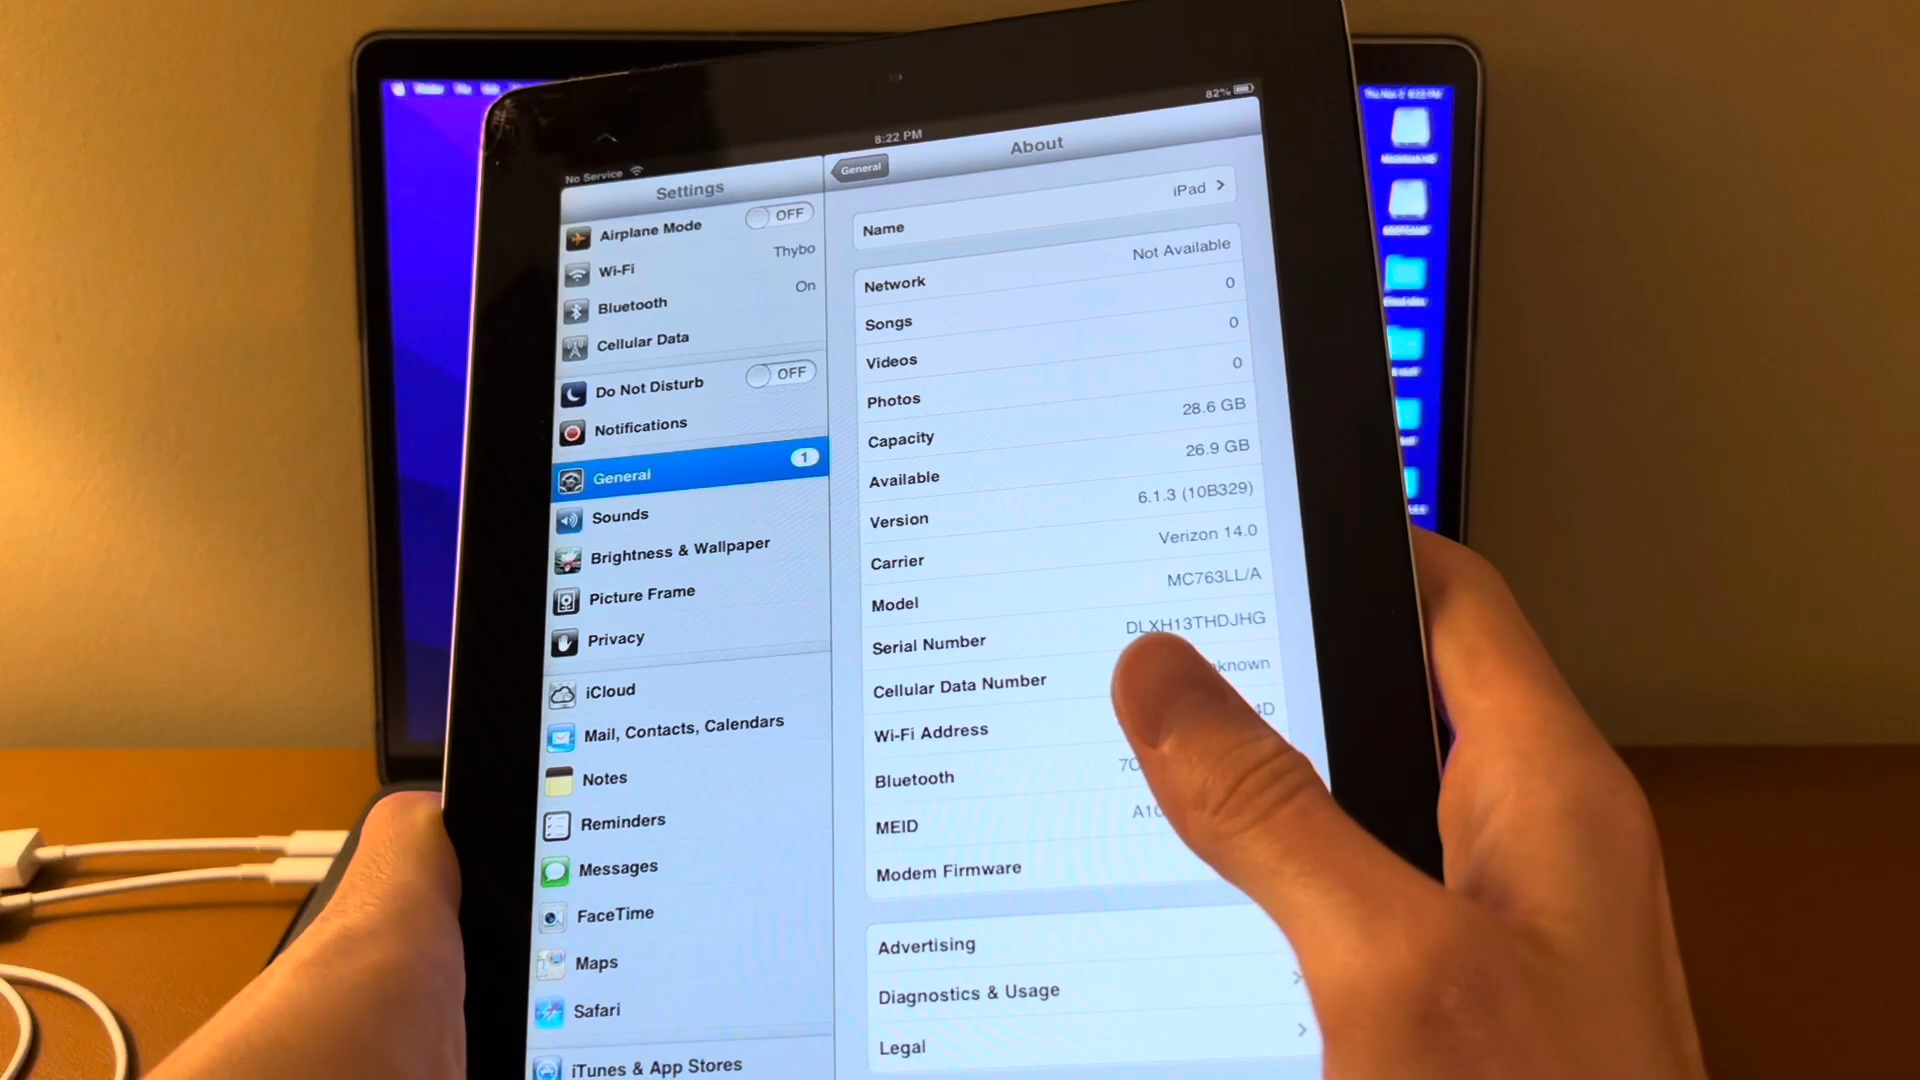 82%
8:22 PM
No Service
Settings
Airplane Mode OFF
Wi-Fi Thybo
Bluetooth On
Cellular Data
Do Not Disturb OFF
Notifications
General 1
Sounds
Brightness & Wallpaper
Picture Frame
Privacy
iCloud
Mail, Contacts, Calendars
Notes
Reminders
Messages
FaceTime
Maps
Safari
iTunes & App Stores
General
About
Name iPad
Network Not Available
Songs 0
Videos 0
Photos 0
Capacity 28.6 GB
Available 26.9 GB
Version 6.1.3 (10B329)
Carrier Verizon 14.0
Model MC763LL/A
Serial Number DLXH13THDJHG
Cellular Data Number
Wi-Fi Address
Bluetooth
MEID
Modem Firmware
Advertising
Diagnostics & Usage
Legal